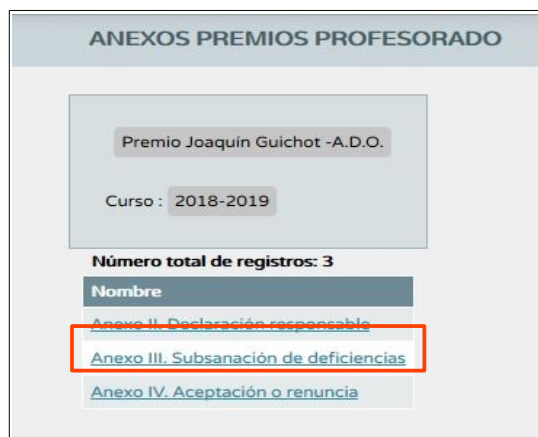 ANEXOS PREMIOS PROFESORADO
Premio Joaquín Guichot -A.D.O.
Curso : 2018-2019
Número total de registros: 3
Nombre
Anexo II. Declaración responsable
Anexo III. Subsanación de deficiencias
Anexo IV. Aceptación o renuncia